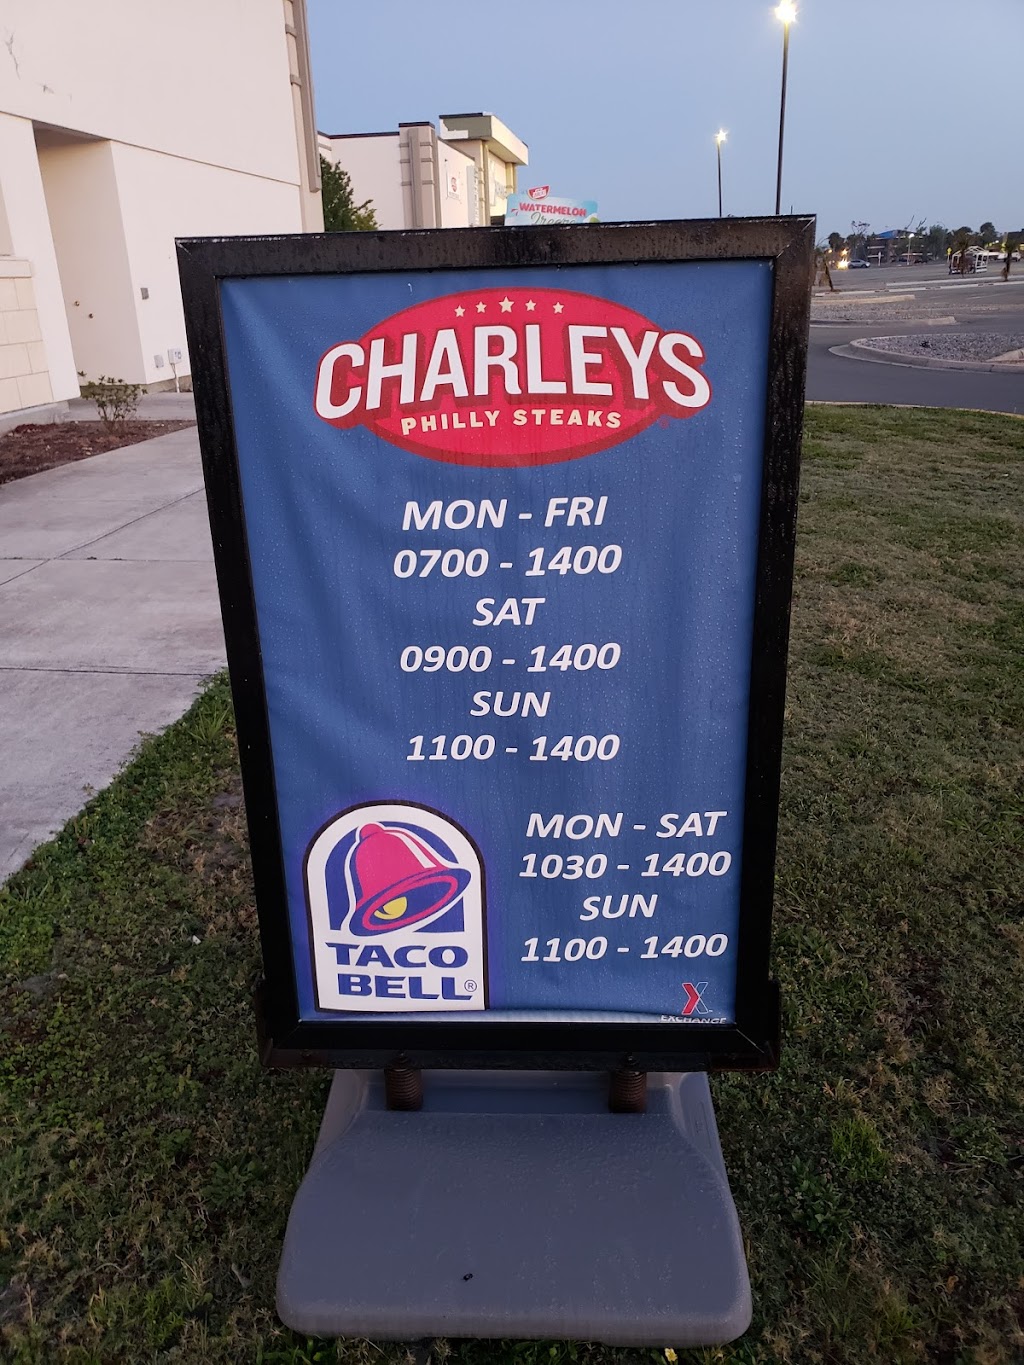 WATERMELON
CHARLEYS
PHILLY STEAKS
MON - FRI
0700 - 1400
SAT
0900 - 1400
SUN
1100 - 1400
MON - SAT
1030 - 1400
SUN
1100 - 1400
TACO
BELL®
X
EXCHANGE